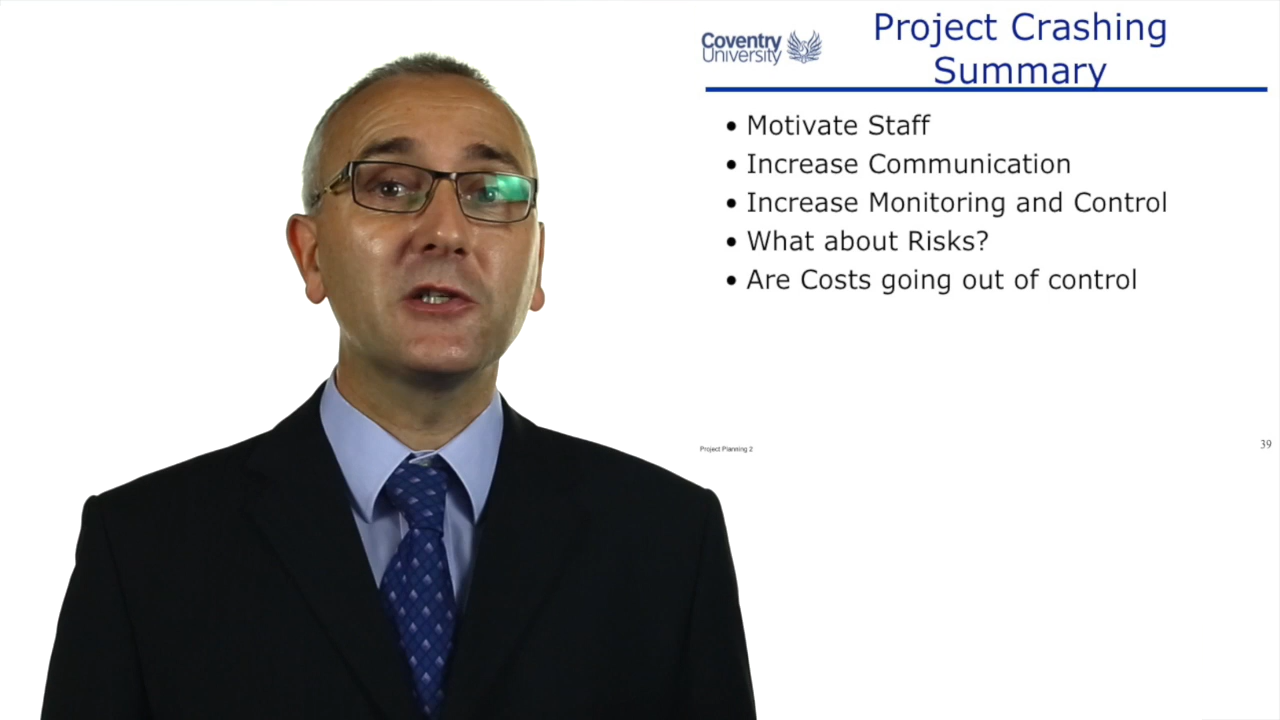 Coventry
University
Project Crashing
Summary
• Motivate Staff
• Increase Communication
• Increase Monitoring and Control
• What about Risks?
• Are Costs going out of control
Project Planning 2
39